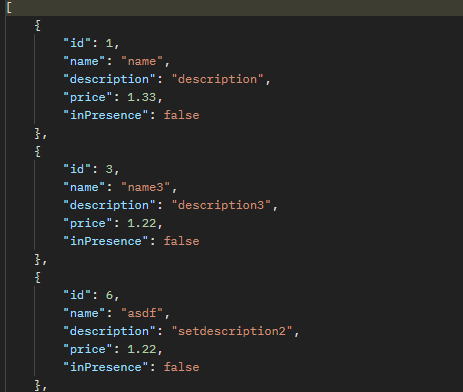 [
    {
        "id": 1,
        "name": "name",
        "description": "description",
        "price": 1.33,
        "inPresence": false
    },
    {
        "id": 3,
        "name": "name3",
        "description": "description3",
        "price": 1.22,
        "inPresence": false
    },
    {
        "id": 6,
        "name": "asdf",
        "description": "setdescription2",
        "price": 1.22,
        "inPresence": false
    },